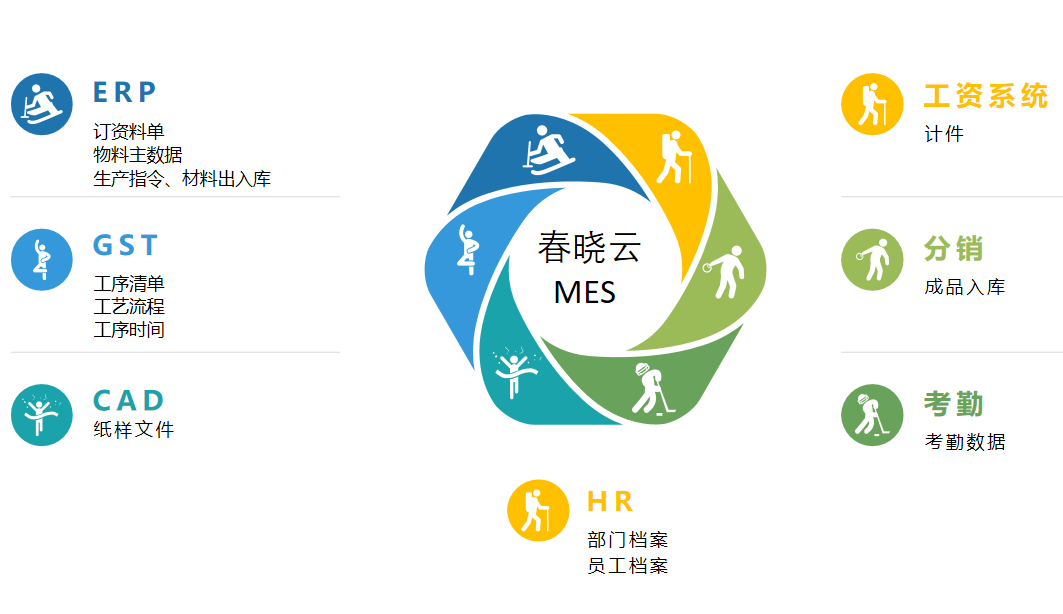 ERP
订资料单
物料主数据
生产指令、材料出入库
GST
工序清单
工艺流程
工序时间
CAD
纸样文件
春晓云
MES
工资系统
计件
分销
成品入库
考勤
考勤数据
HR
部门档案
员工档案